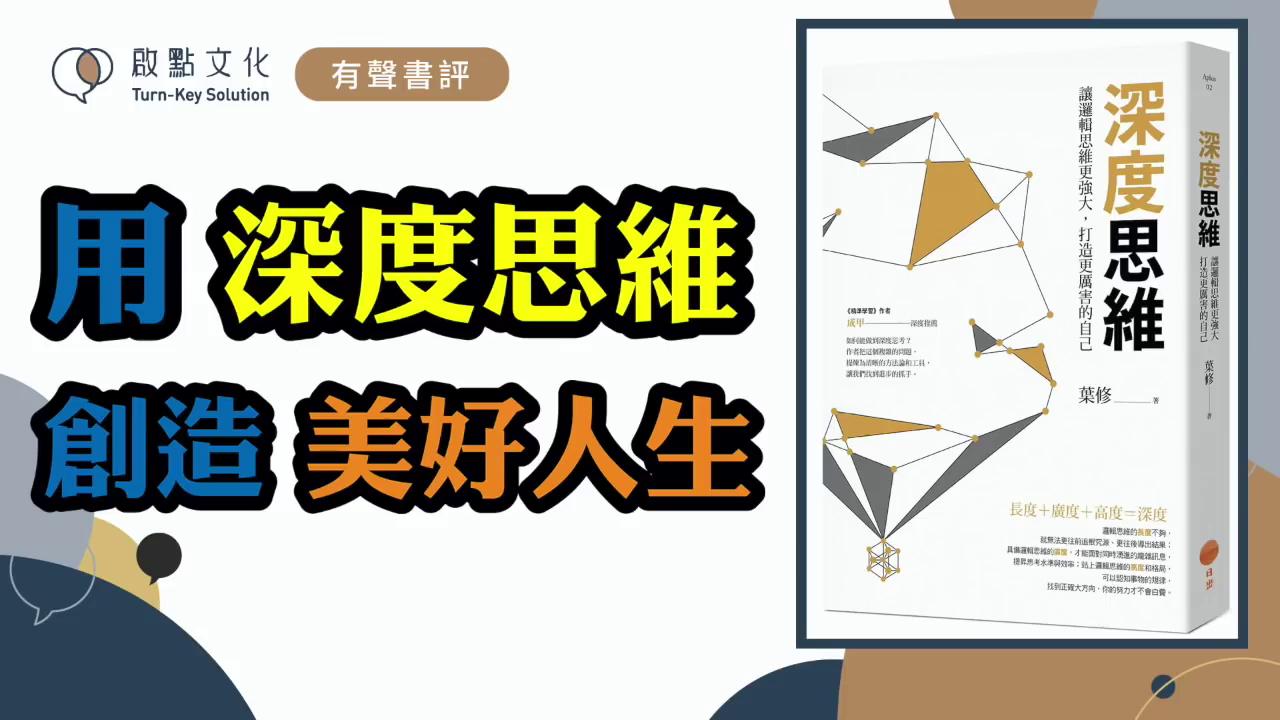 啟點文化
Turn-Key Solution
有聲書評
用 深度思維
創造 美好人生
深度思維
讓邏輯思維更強大，打造更厲害的自己
《精準學習》作者
成甲————深度推薦
如何能做到深度思考？
作者把這個複雜的問題，
提煉為清晰的方法論和工具，
讓我們找到進步的抓手。
葉修 著
長度＋廣度＋高度＝深度
邏輯思維的長度不夠，
就無法更往前追根究源、更往後導出結果；
具備邏輯思維的廣度，才能面對同時湧進的龐雜訊息，
提昇思考水準與效率；站上邏輯思維的高度和格局，
可以認知事物的規律，
找到正確大方向，你的努力才不會白費。
Aphos
02
深度思維
讓邏輯思維更強大
打造更厲害的自己
葉修 著
日出